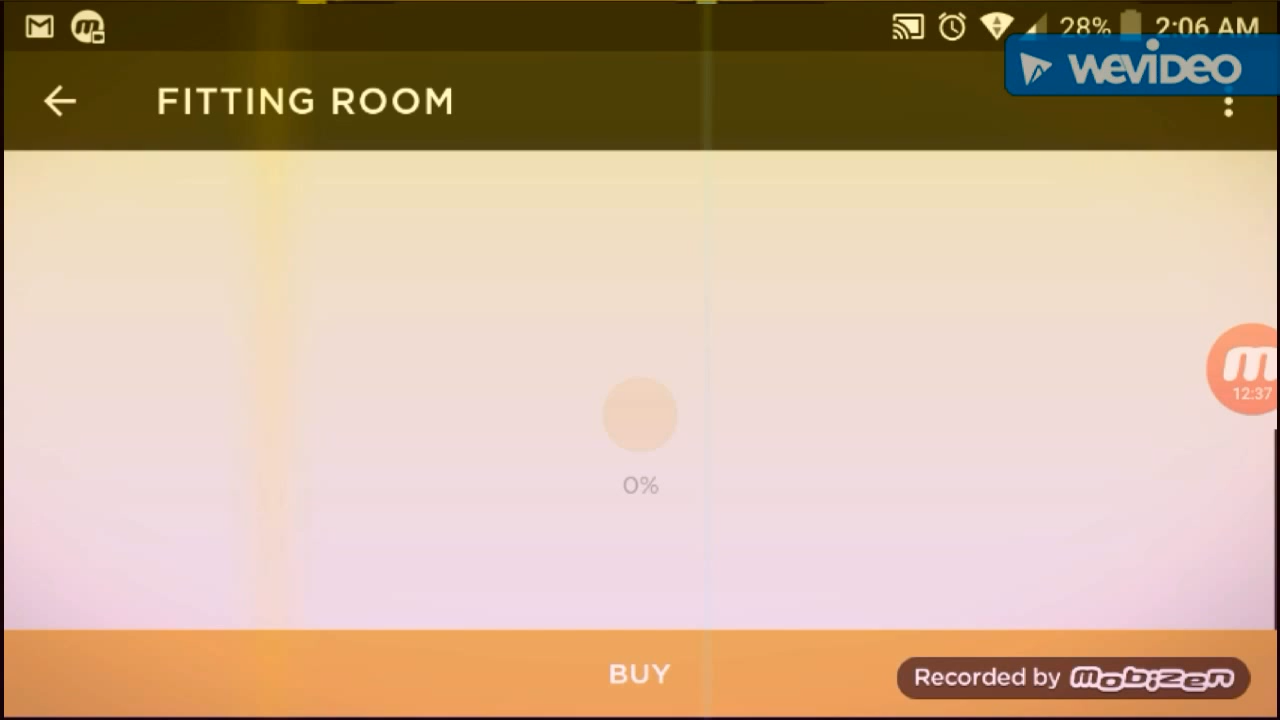 28% 2:06 AM
WEVIDEO
FITTING ROOM
m
12:37
0%
BUY
Recorded by mobizen